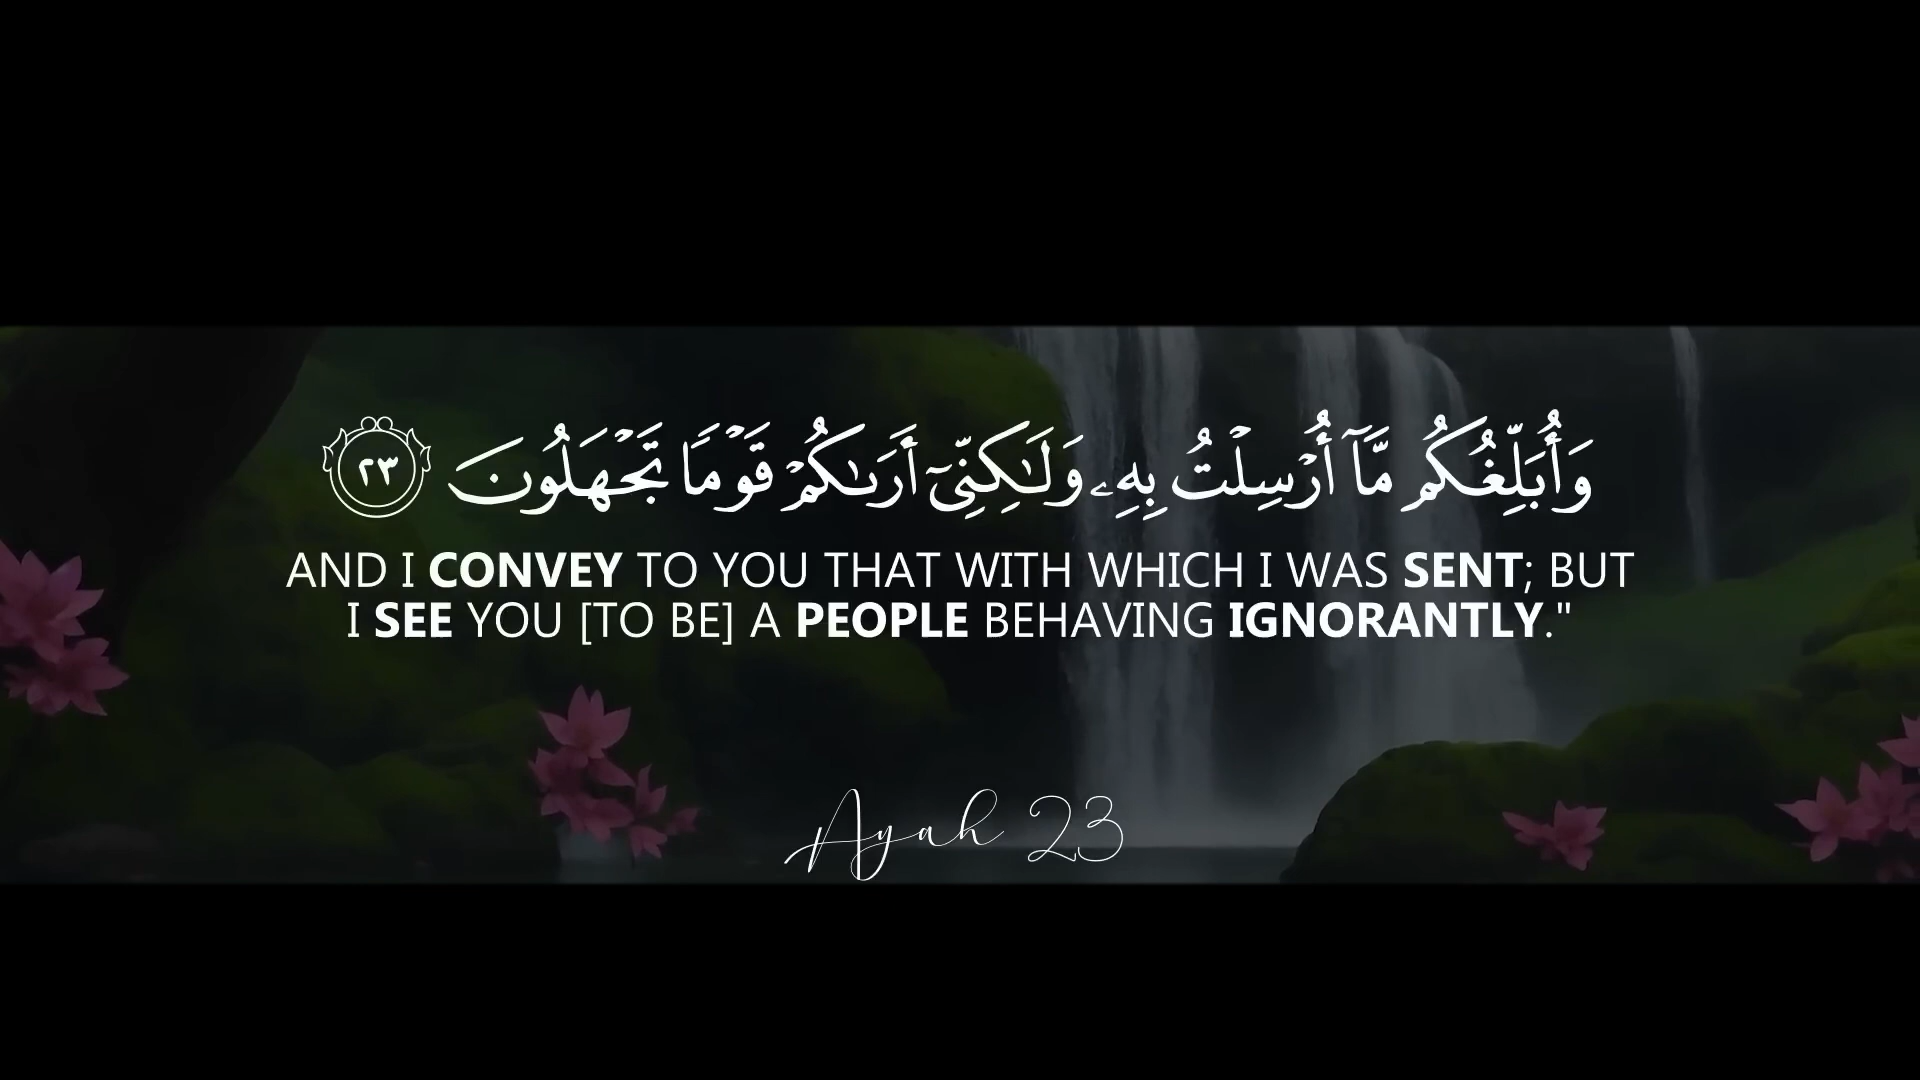 وَأُبَلِّغُكُم مَّآ أُرْسِلْتُ بِهِۦ وَلَـٰكِنِّىٓ أَرَىٰكُمْ قَوْمًا تَجْهَلُونَ ٢٣
AND I CONVEY TO YOU THAT WITH WHICH I WAS SENT; BUT
I SEE YOU [TO BE] A PEOPLE BEHAVING IGNORANTLY."
Ayah 23